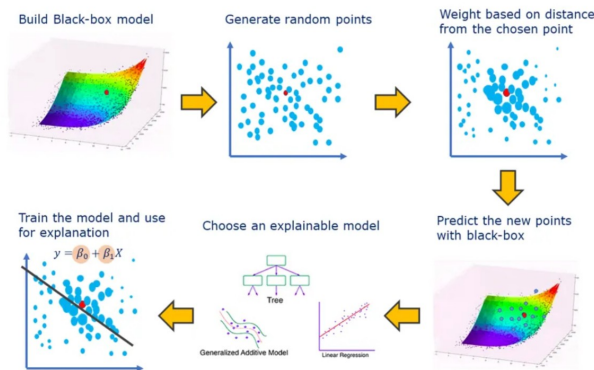 Build Black-box model
Generate random points
Weight based on distance
from the chosen point
Train the model and use
for explanation
y = β₀ + β₁X
Choose an explainable model
Tree
Generalized Additive Model
Linear Regression
Predict the new points
with black-box